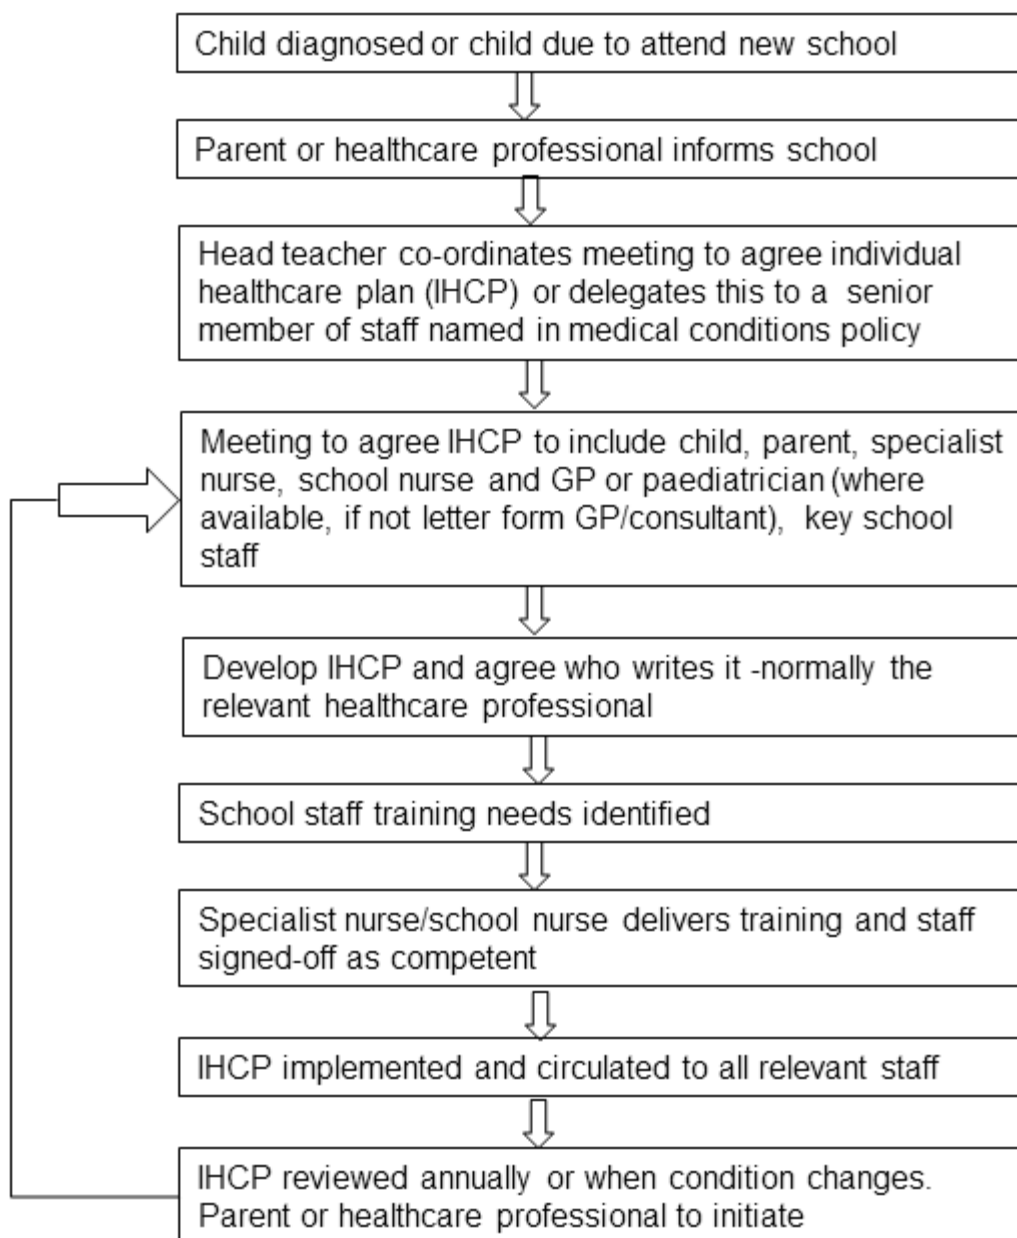 Child diagnosed or child due to attend new school
Parent or healthcare professional informs school
Head teacher co-ordinates meeting to agree individual
healthcare plan (IHCP) or delegates this to a senior
member of staff named in medical conditions policy
Meeting to agree IHCP to include child, parent, specialist
nurse, school nurse and GP or paediatrician (where
available, if not letter form GP/consultant), key school
staff
Develop IHCP and agree who writes it -normally the
relevant healthcare professional
School staff training needs identified
Specialist nurse/school nurse delivers training and staff
signed-off as competent
IHCP implemented and circulated to all relevant staff
IHCP reviewed annually or when condition changes.
Parent or healthcare professional to initiate